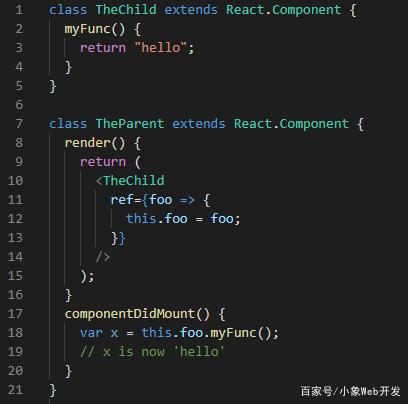 1 class TheChild extends React.Component {
2   myFunc() {
3     return "hello";
4   }
5 }
6
7 class TheParent extends React.Component {
8   render() {
9     return (
10       <TheChild
11         ref={foo => {
12           this.foo = foo;
13         }}
14       />
15     );
16   }
17   componentDidMount() {
18     var x = this.foo.myFunc();
19     // x is now 'hello'
20   }
21 }
百家号/小象Web开发